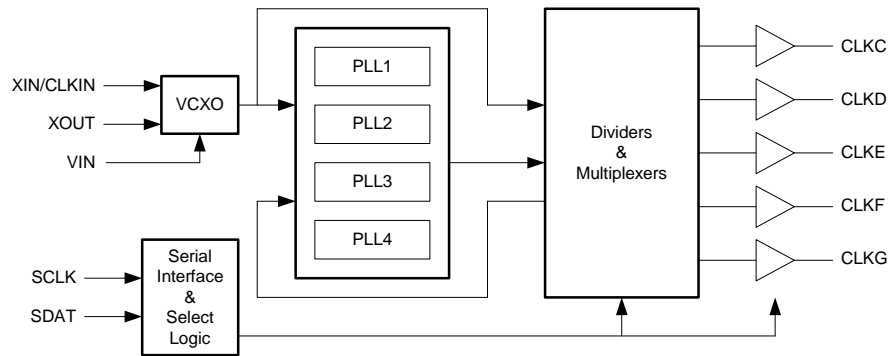 XIN/CLKIN
XOUT
VIN
VCXO
PLL1
PLL2
PLL3
PLL4
Dividers
&
Multiplexers
CLKC
CLKD
CLKE
CLKF
CLKG
SCLK
SDAT
Serial
Interface
&
Select
Logic